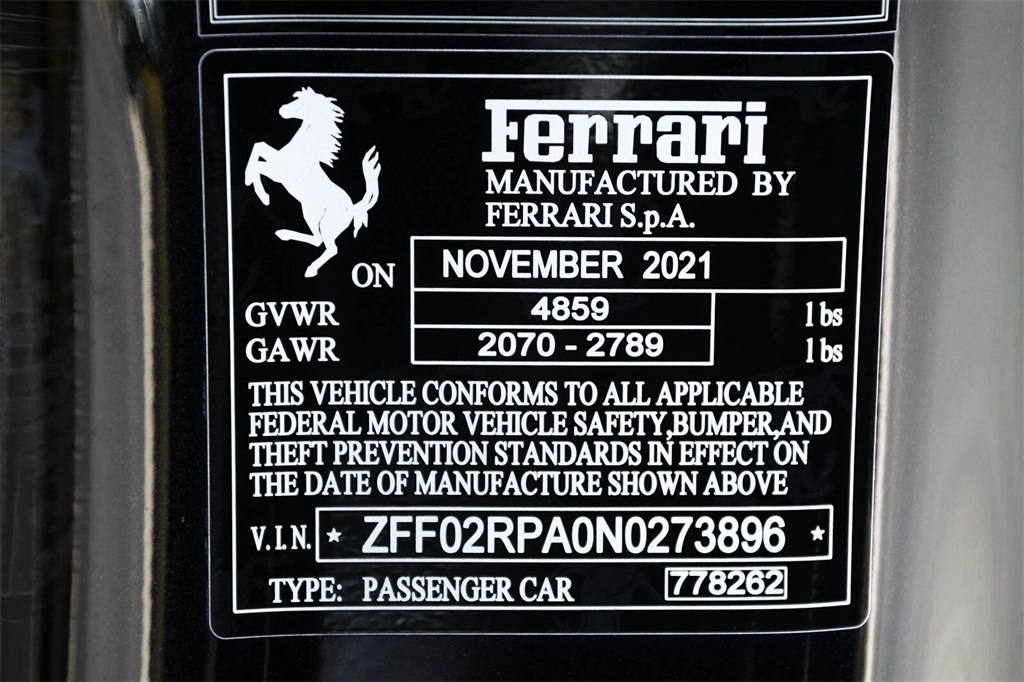 Ferrari
MANUFACTURED BY
FERRARI S.p.A.
ON NOVEMBER 2021
GVWR 4859 lbs
GAWR 2070 - 2789 lbs
THIS VEHICLE CONFORMS TO ALL APPLICABLE
FEDERAL MOTOR VEHICLE SAFETY,BUMPER,AND
THEFT PREVENTION STANDARDS IN EFFECT ON
THE DATE OF MANUFACTURE SHOWN ABOVE
V.I.N. * ZFF02RPA0N0273896 *
TYPE: PASSENGER CAR 778262